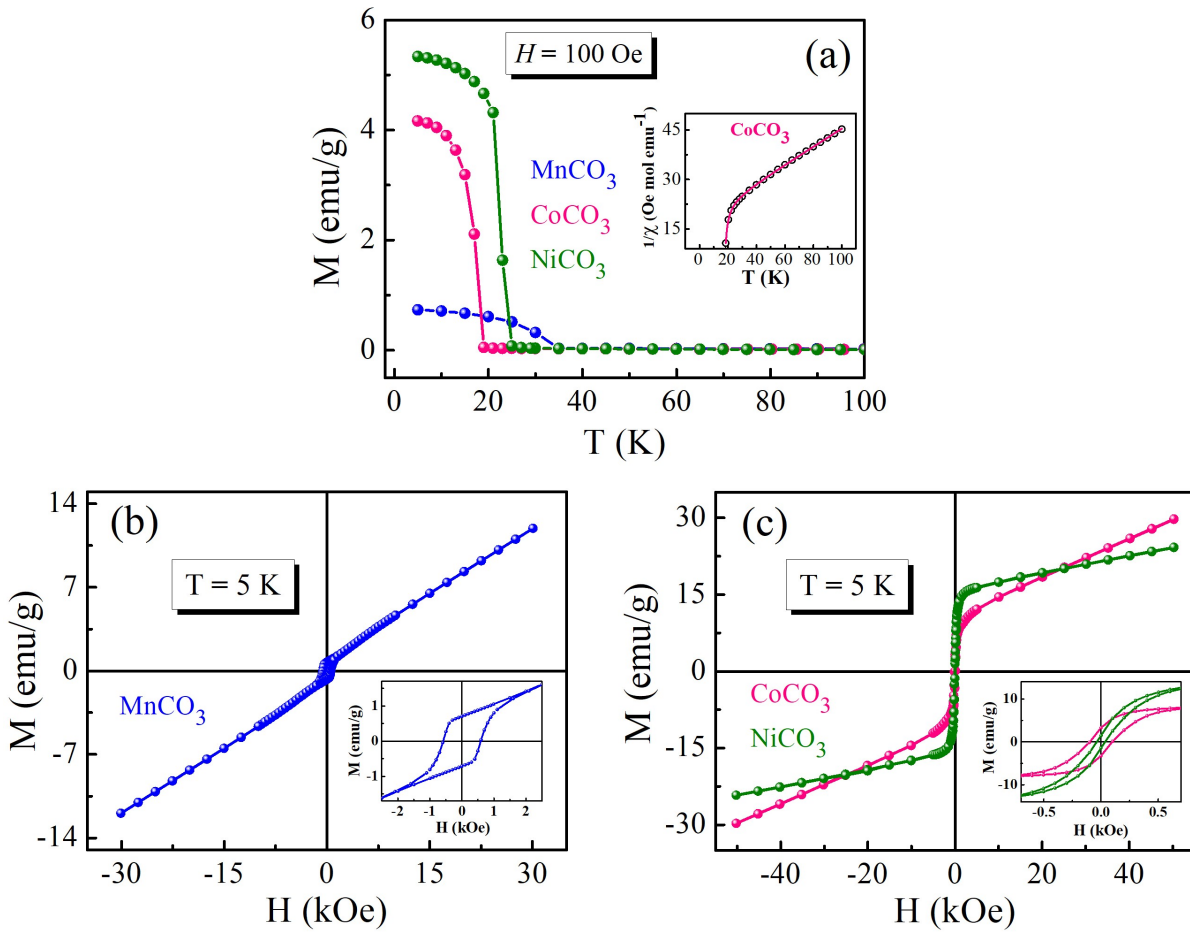 (a)
H = 100 Oe
M (emu/g)
6
4
2
0
MnCO₃
CoCO₃
NiCO₃
0 20 40 60 80 100
T (K)
CoCO₃
1/χ (Oe mol emu⁻¹)
45
30
15
0 20 40 60 80 100
T (K)
(b)
T = 5 K
M (emu/g)
14
7
0
-7
-14
MnCO₃
-30 -15 0 15 30
H (kOe)
M (emu/g)
1
0
-1
-2 -1 0 1 2
H (kOe)
(c)
T = 5 K
M (emu/g)
30
15
0
-15
-30
CoCO₃
NiCO₃
-40 -20 0 20 40
H (kOe)
M (emu/g)
10
0
-10
-0.5 0.0 0.5
H (kOe)